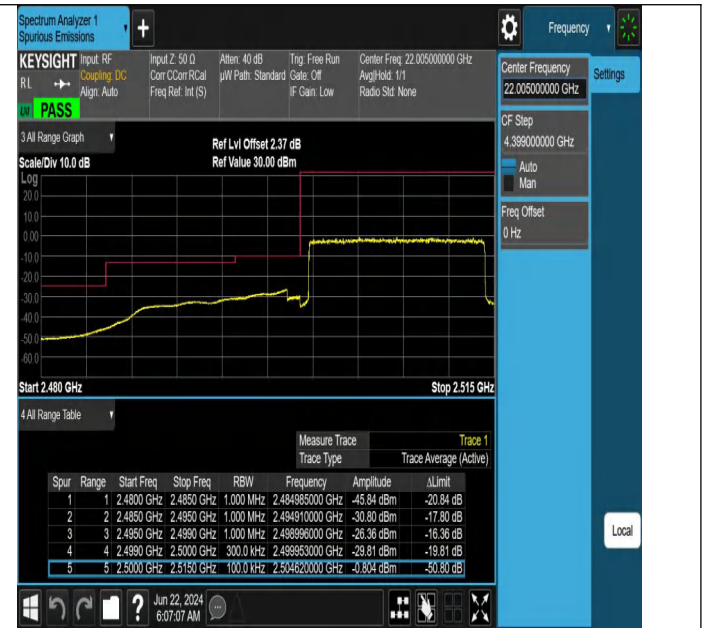 Spectrum Analyzer 1
Spurious Emissions
Frequency
KEYSIGHT Input: RF Input Z: 50 Ω Atten: 40 dB Trig: Free Run Center Freq: 22.005000000 GHz
RL Coupling: DC Corr CCorr RCal µW Path: Standard Gate: Off Avg|Hold: 1/1
Align: Auto Freq Ref: Int (S) IF Gain: Low Radio Std: None
PASS
Center Frequency
22.005000000 GHz
Settings
CF Step
4.399000000 GHz
Auto
Man
Freq Offset
0 Hz
3 All Range Graph
Ref Lvl Offset 2.37 dB
Scale/Div 10.0 dB Ref Value 30.00 dBm
Log
20.0
10.0
0.00
-10.0
-20.0
-30.0
-40.0
-50.0
-60.0
Start 2.480 GHz Stop 2.515 GHz
4 All Range Table
Measure Trace Trace 1
Trace Type Trace Average (Active)
Spur Range Start Freq Stop Freq RBW Frequency Amplitude ΔLimit
1 1 2.4800 GHz 2.4850 GHz 1.000 MHz 2.484985000 GHz -45.84 dBm -20.84 dB
2 2 2.4850 GHz 2.4950 GHz 1.000 MHz 2.494910000 GHz -30.80 dBm -17.80 dB
3 3 2.4950 GHz 2.4990 GHz 1.000 MHz 2.498996000 GHz -26.36 dBm -16.36 dB
4 4 2.4990 GHz 2.5000 GHz 300.0 kHz 2.499953000 GHz -29.81 dBm -19.81 dB
5 5 2.5000 GHz 2.5150 GHz 100.0 kHz 2.504620000 GHz -0.804 dBm -50.80 dB
Local
?
Jun 22, 2024
6:07:07 AM